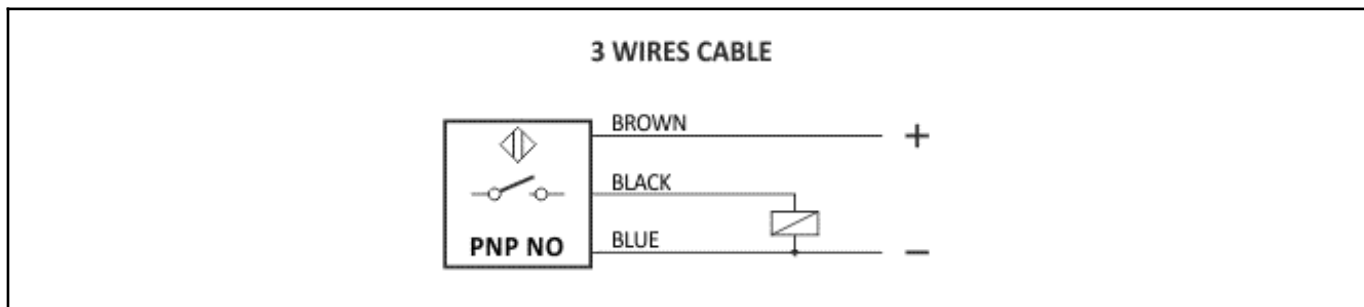 3 WIRES CABLE
BROWN
+
BLACK
PNP NO
BLUE
−